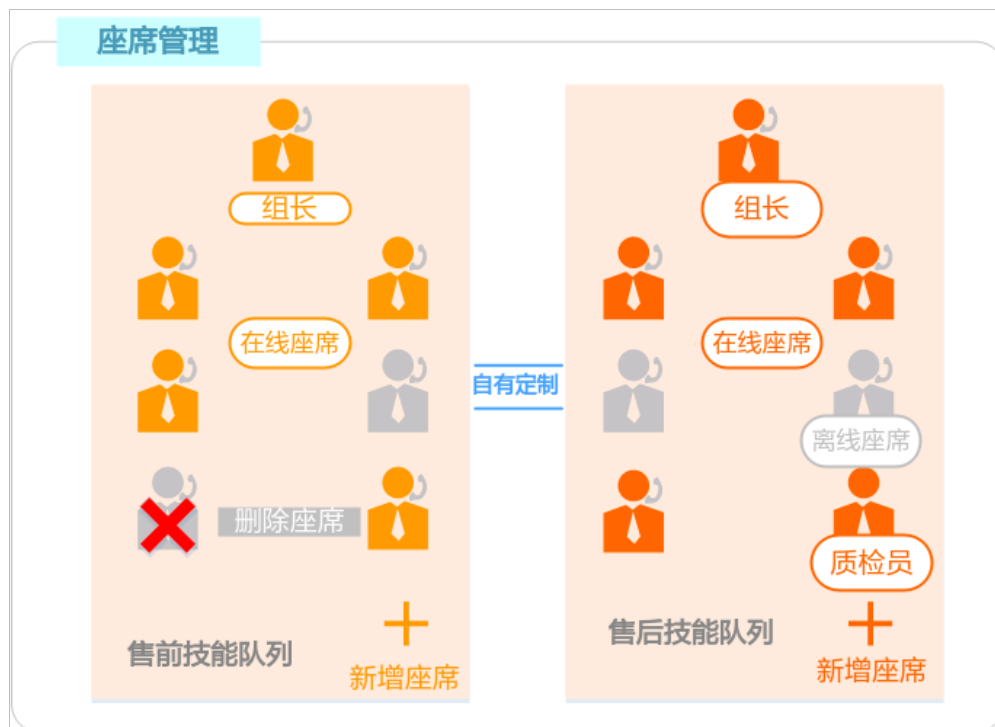 座席管理
组长
在线座席
删除座席
售前技能队列
新增座席
自有定制
组长
在线座席
离线座席
质检员
售后技能队列
新增座席